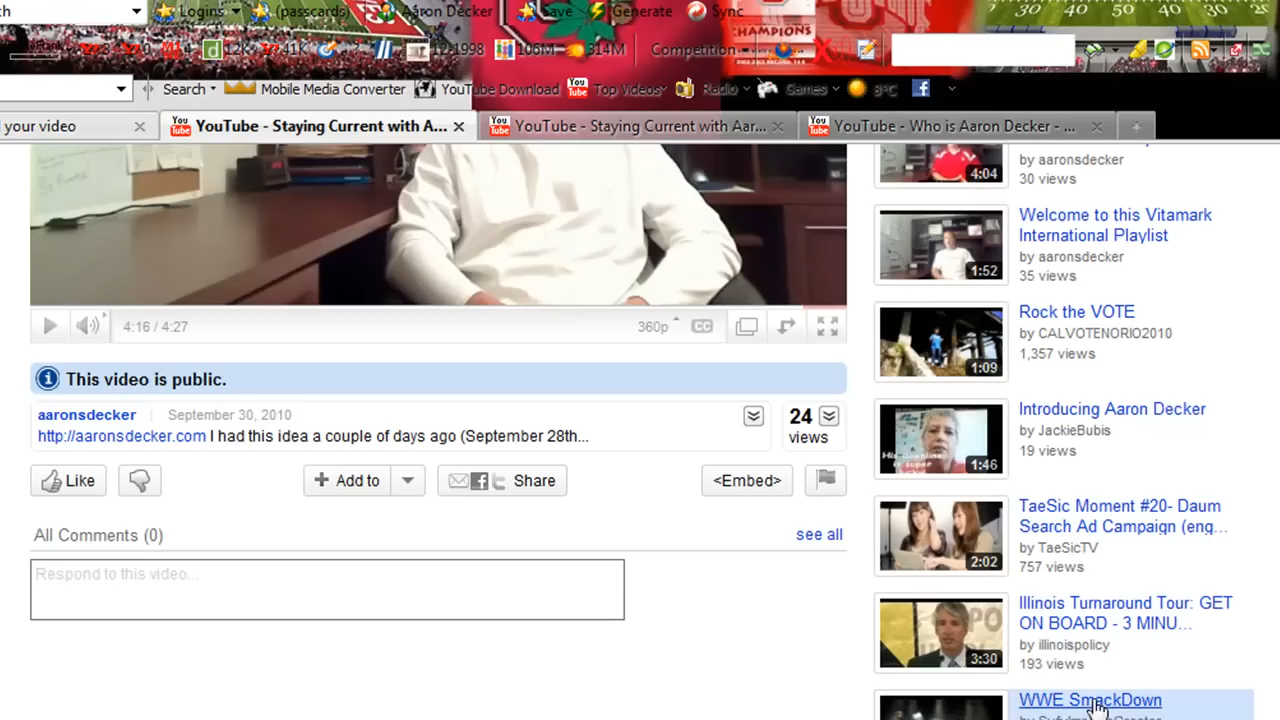 Logins
(passcards)
Aaron Decker
Save
Generate
Sync
12:1998
106M
314M
Competition
CHAMPIONS
Search
Mobile Media Converter
YouTube Download
Top Videos
Radio
Games
8°C
your video
YouTube - Staying Current with A...
YouTube - Staying Current with Aar...
YouTube - Who is Aaron Decker - ...
4:04
by aaronsdecker
30 views
1:52
Welcome to this Vitamark
International Playlist
by aaronsdecker
35 views
4:16 / 4:27
360p
CC
1:09
Rock the VOTE
by CALVOTENORIO2010
1,357 views
This video is public.
aaronsdecker
September 30, 2010
http://aaronsdecker.com I had this idea a couple of days ago (September 28th...
24
views
Like
Add to
Share
<Embed>
1:46
Introducing Aaron Decker
by JackieBubis
19 views
All Comments (0)
see all
Respond to this video...
2:02
TaeSic Moment #20- Daum
Search Ad Campaign (eng...
by TaeSicTV
757 views
3:30
Illinois Turnaround Tour: GET
ON BOARD - 3 MINU...
by illinoispolicy
193 views
WWE SmackDown